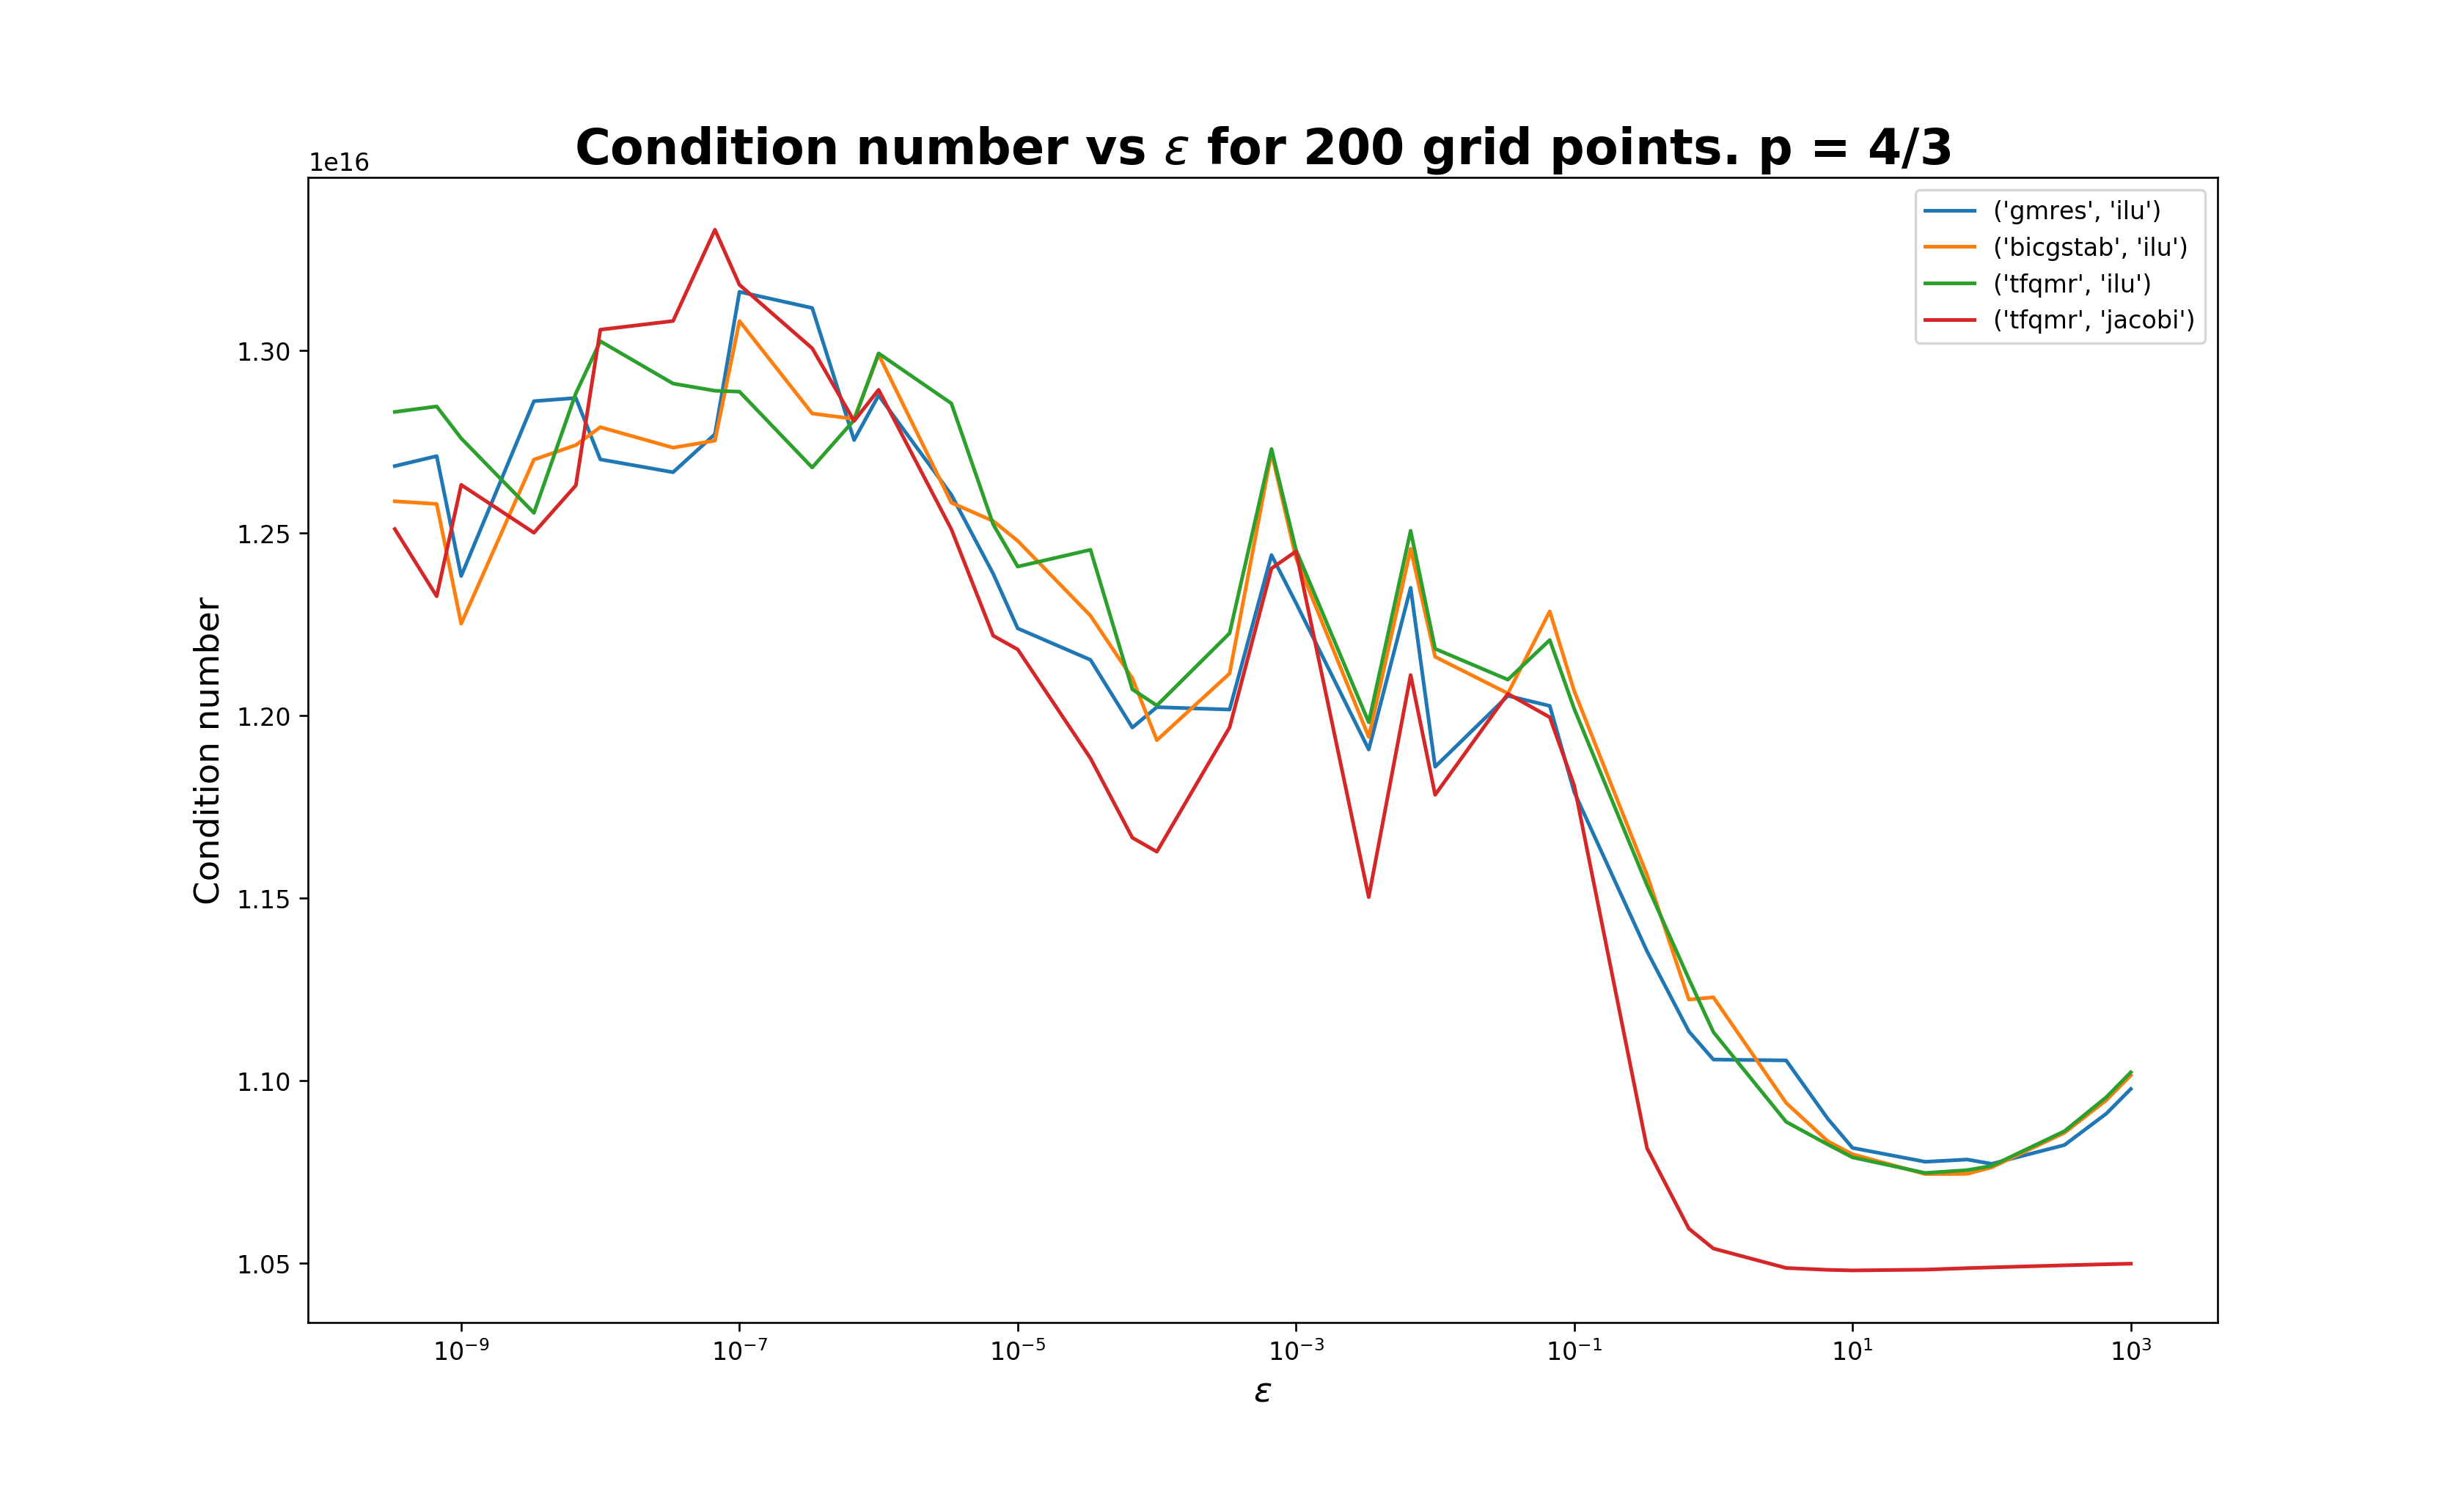 Condition number vs ε for 200 grid points. p = 4/3
1e16
('gmres', 'ilu')
('bicgstab', 'ilu')
('tfqmr', 'ilu')
('tfqmr', 'jacobi')
1.30
1.25
1.20
1.15
1.10
1.05
Condition number
10⁻⁹ 10⁻⁷ 10⁻⁵ 10⁻³ 10⁻¹ 10¹ 10³
ε